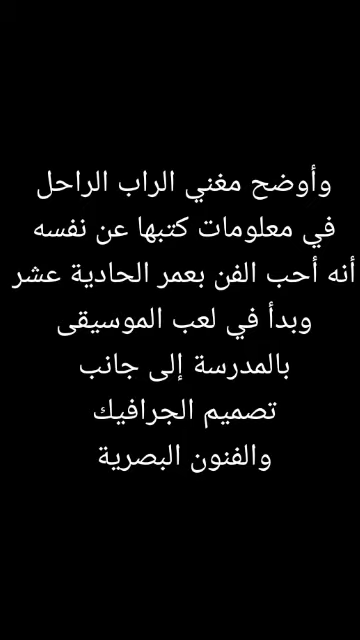 وأوضح مغني الراب الراحل
في معلومات كتبها عن نفسه
أنه أحب الفن بعمر الحادية عشر
وبدأ في لعب الموسيقى
بالمدرسة إلى جانب
تصميم الجرافيك
والفنون البصرية